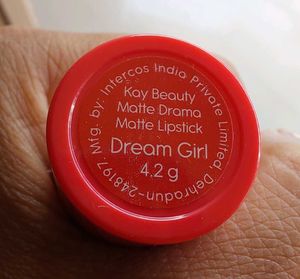 Mfg. by: Intercos India Private Limited, Dehradun-248197.
Kay Beauty
Matte Drama
Matte Lipstick
Dream Girl
4.2 g